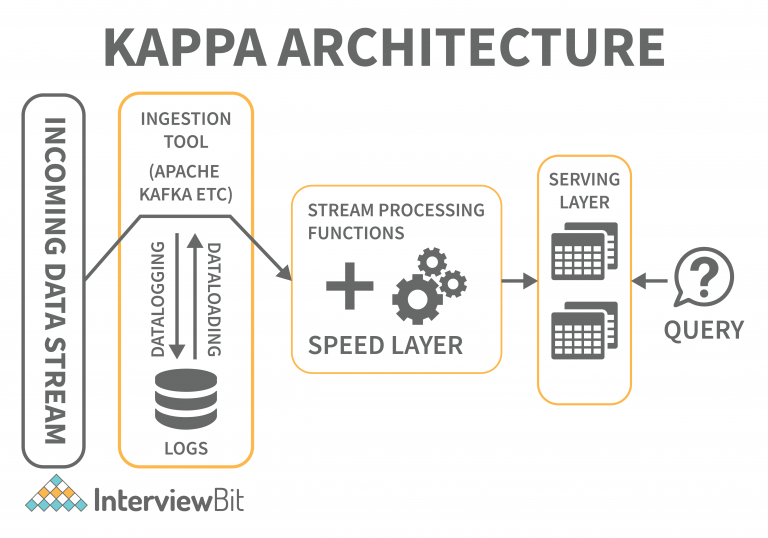 KAPPA ARCHITECTURE
INCOMING DATA STREAM
INGESTION
TOOL
(APACHE
KAFKA ETC)
DATALOGGING
DATALOADING
LOGS
STREAM PROCESSING
FUNCTIONS
SPEED LAYER
SERVING
LAYER
?
QUERY
InterviewBit